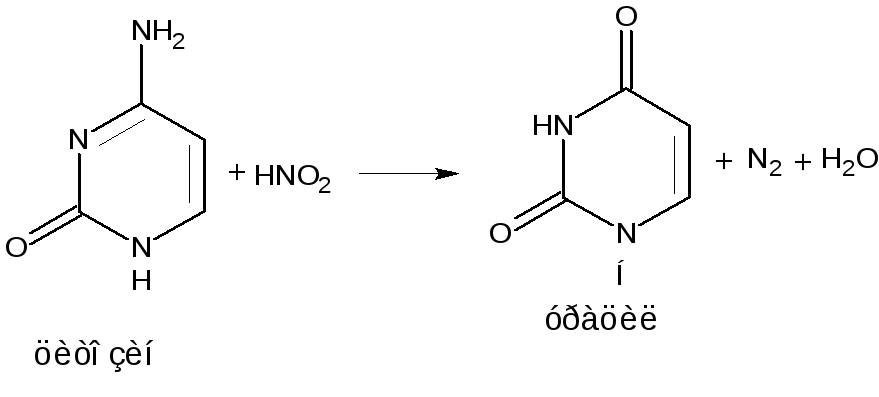 NH2
N
O
N
H
+ HNO2
O
HN
O
N
Í
+ N2 + H2O
óðàöèë
öèòî çèí